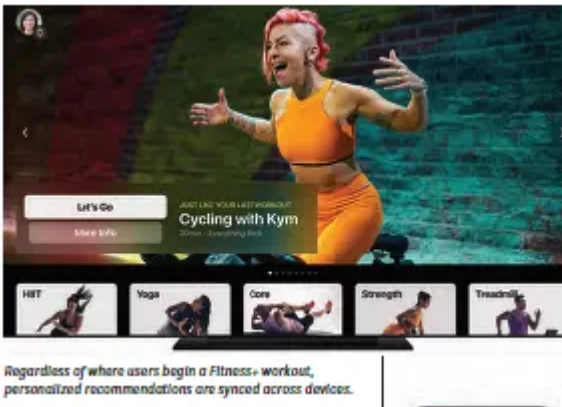 Let's Go
More Info
JUST LIKE YOUR LAST WORKOUT
Cycling with Kym
HIIT
Yoga
Core
Strength
Treadmill
Regardless of where users begin a Fitness+ workout,
personalized recommendations are synced across devices.